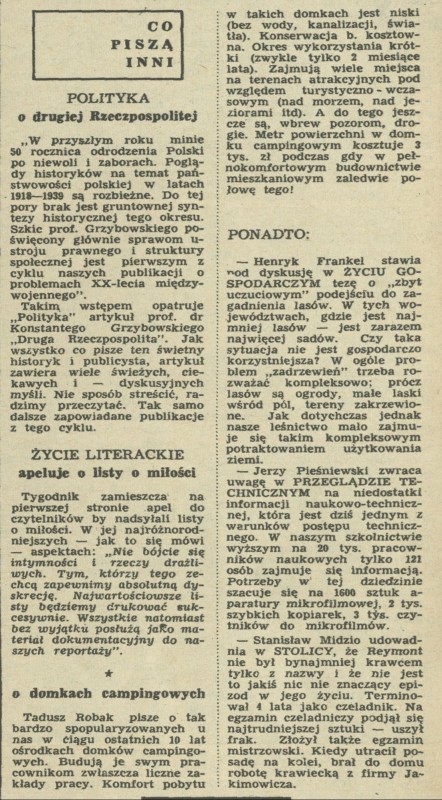 CO
PISZĄ
INNI
POLITYKA
o drugiej Rzeczpospolitej
„W przyszłym roku minie
50 rocznica odrodzenia Polski
po niewoli i zaborach. Poglą-
dy historyków na temat pań-
stwowości polskiej w latach
1918—1939 są rozbieżne. Do tej
pory brak jest gruntownej syn-
tezy historycznej tego okresu.
Szkic prof. Grzybowskiego po-
święcony głównie sprawom u-
stroju prawnego i struktury
społecznej jest pierwszym z
cyklu naszych publikacji o
problemach XX-lecia między-
wojennego".
Takim wstępem opatruje
„Polityka" artykuł prof. dr
Konstantego Grzybowskiego
„Druga Rzeczpospolita". Jak
wszystko co pisze ten świetny
historyk i publicysta, artykuł
zawiera wiele świeżych, cie-
kawych i — dyskusyjnych
myśli. Nie sposób streścić, ra-
dzimy przeczytać. Tak samo
dalsze zapowiadane publikacje
z tego cyklu.
ŻYCIE LITERACKIE
apeluje o listy o miłości
Tygodnik zamieszcza na
pierwszej stronie apel do
czytelników by nadsyłali listy
o miłości. W jej najróżnorod-
niejszych — jak to się mówi
— aspektach: „Nie bójcie się
intymności i rzeczy drażli-
wych. Tym, którzy tego ze-
chcą zapewnimy absolutną dy-
skrecję. Najwartościowsze li-
sty będziemy drukować suk-
cesywnie. Wszystkie natomiast
bez wyjątku posłużą jako ma-
teriał dokumentacyjny do na-
szych reportaży".
★
o domkach campingowych
Tadusz Robak pisze o tak
bardzo spopularyzowanych u
nas w ciągu ostatnich 10 lat
ośrodkach domków campingo-
wych. Budują je swym pra-
cownikom zwłaszcza liczne za-
kłady pracy. Komfort pobytu
w takich domkach jest niski
(bez wody, kanalizacji, świa-
tła). Konserwacja b. kosztow-
na. Okres wykorzystania krót-
ki (zwykle tylko 2 miesiące
lata). Zajmują wiele miejsca
na terenach atrakcyjnych pod
względem turystyczno-wcza-
sowym (nad morzem, nad je-
ziorami itd). A do tego jesz-
cze są, wbrew pozorom, dro-
gie. Metr powierzchni w dom-
ku campingowym kosztuje 3
tys. zł podczas gdy w peł-
nokomfortowym budownictwie
mieszkaniowym zaledwie po-
łowę tego!
PONADTO:
— Henryk Frankel stawia
pod dyskusję w ŻYCIU GO-
SPODARCZYM tezę o „zbyt
uczuciowym" podejściu do za-
gadnienia lasów. W tych wo-
jewództwach, gdzie jest naj-
mniej lasów — jest zarazem
najwięcej sadów. Czy taka
sytuacja nie jest gospodarczo
korzystniejsza? W ogóle pro-
blem „zadrzewień" trzeba ro-
zważać kompleksowo: prócz
lasów są ogrody, małe laski
wśród pól, tereny zakrzewio-
ne. Jak dotychczas jednak
nasze leśnictwo mało zajmu-
je się takim kompleksowym
potraktowaniem użytkowania
ziemi.
— Jerzy Pleśniewski zwraca
uwagę w PRZEGLĄDZIE TE-
CHNICZNYM na niedostatki
informacji naukowo-technicz-
nej, która jest dziś jednym z
warunków postępu technicz-
nego. W naszym szkolnictwie
wyższym na 20 tys. pracow-
ników naukowych tylko 121
osób zajmuje się informacją.
Potrzeby w tej dziedzinie
szacuje się na 1600 sztuk a-
paratury mikrofilmowej, 2 tys.
szybkich kopiarek, 3 tys. czy-
tników do mikrofilmów.
— Stanisław Midzio udowad-
nia w STOLICY, że Reymont
nie był bynajmniej krawcem
tylko z nazwy i że nie jest
to jakiś nic nie znaczący epi-
zod w jego życiu. Termino-
wał 4 lata jako czeladnik. Na
egzamin czeladniczy podjął się
najtrudniejszej sztuki — uszył
frak. Złożył także egzamin
mistrzowski. Kiedy utracił po-
sadę na kolei, brał do domu
robotę krawiecką z firmy Ja-
kimowicza.